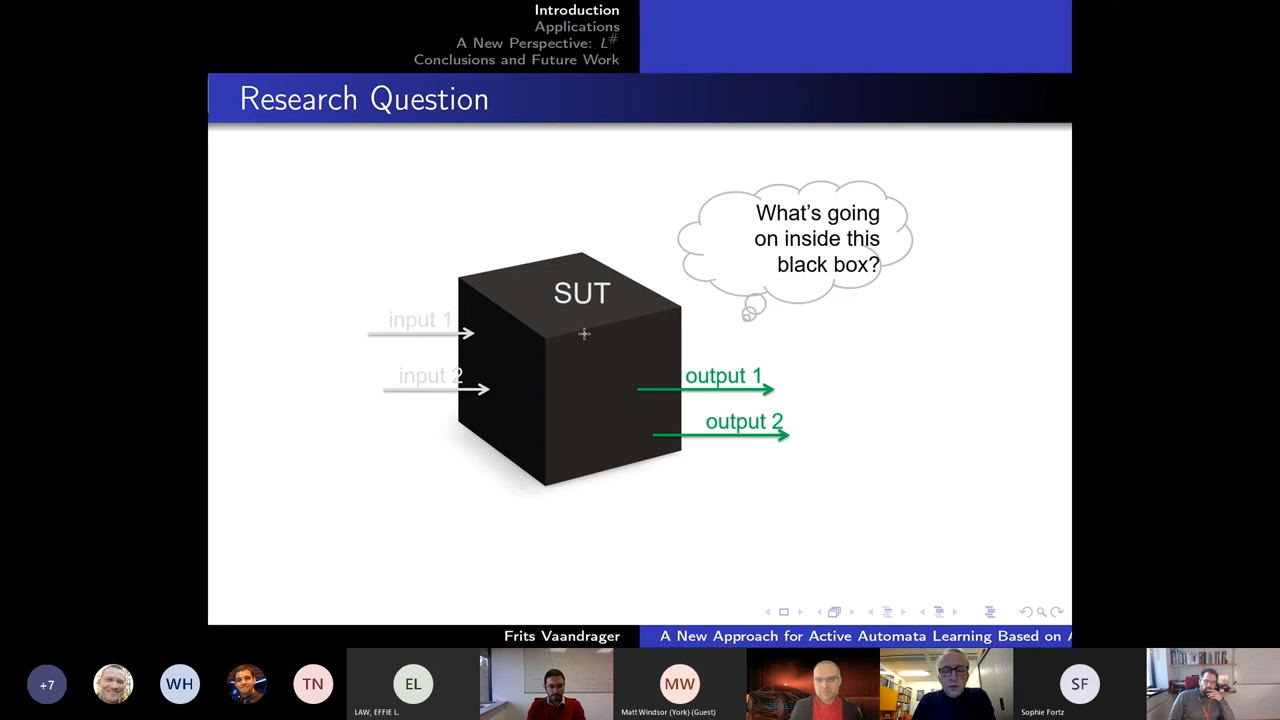 Introduction
Applications
A New Perspective: L#
Conclusions and Future Work
Research Question
What's going
on inside this
black box?
SUT
input 1
input 2
output 1
output 2
Frits Vaandrager
A New Approach for Active Automata Learning Based on A
+7
WH
TN
EL
LAW, EFFIE L.
MW
Matt Windsor (York) (Guest)
SF
Sophie Fortz